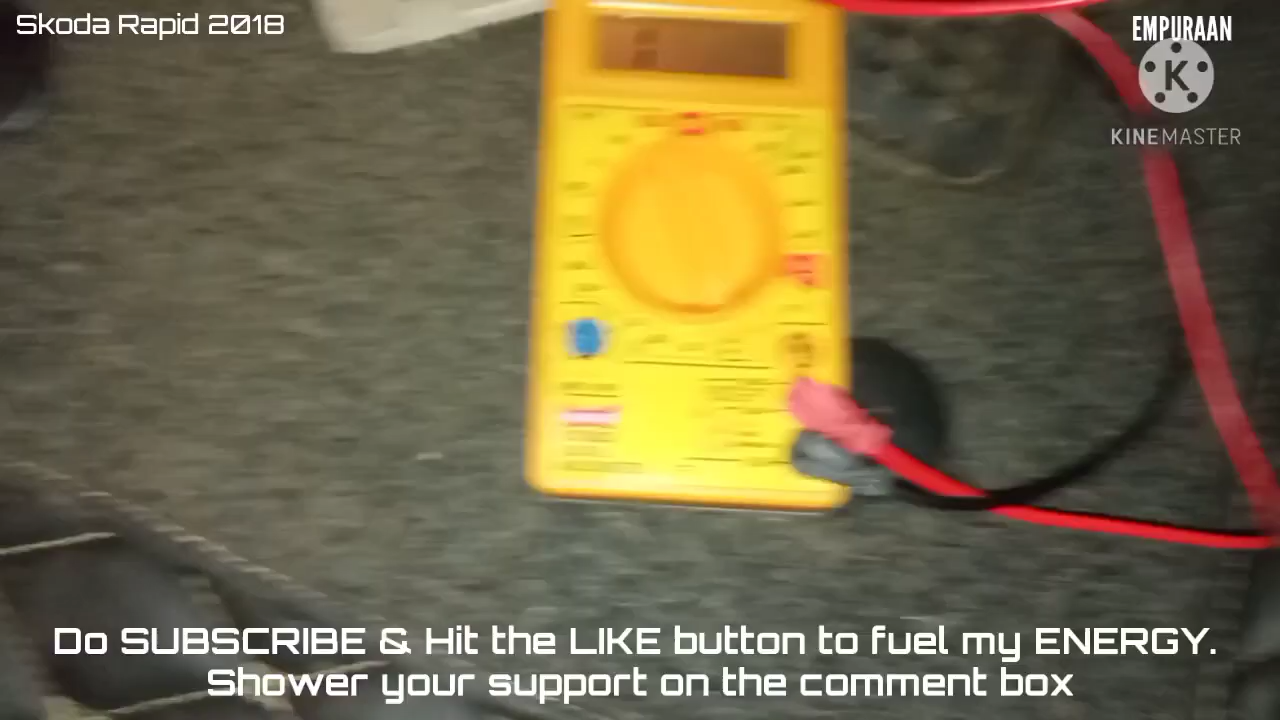 Skoda Rapid 2018
EMPURAAN
K
KINEMASTER
Do SUBSCRIBE & Hit the LIKE button to fuel my ENERGY.
Shower your support on the comment box